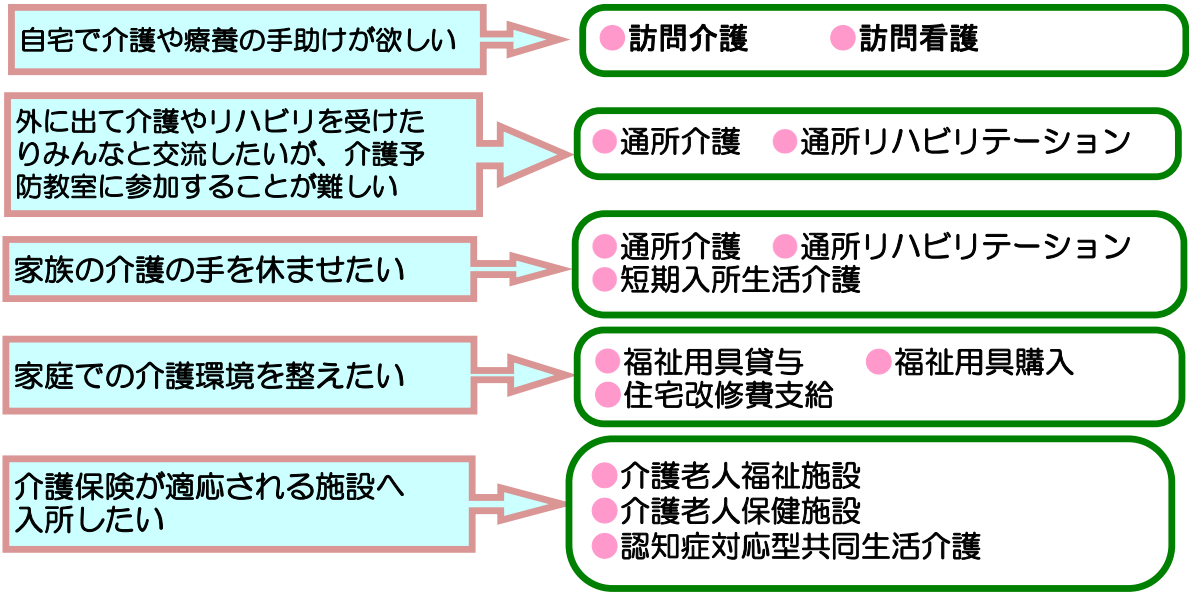 自宅で介護や療養の手助けが欲しい
●訪問介護 ●訪問看護
外に出て介護やリハビリを受けた
りみんなと交流したいが、介護予
防教室に参加することが難しい
●通所介護 ●通所リハビリテーション
家族の介護の手を休ませたい
●通所介護 ●通所リハビリテーション
●短期入所生活介護
家庭での介護環境を整えたい
●福祉用具貸与 ●福祉用具購入
●住宅改修費支給
介護保険が適応される施設へ
入所したい
●介護老人福祉施設
●介護老人保健施設
●認知症対応型共同生活介護